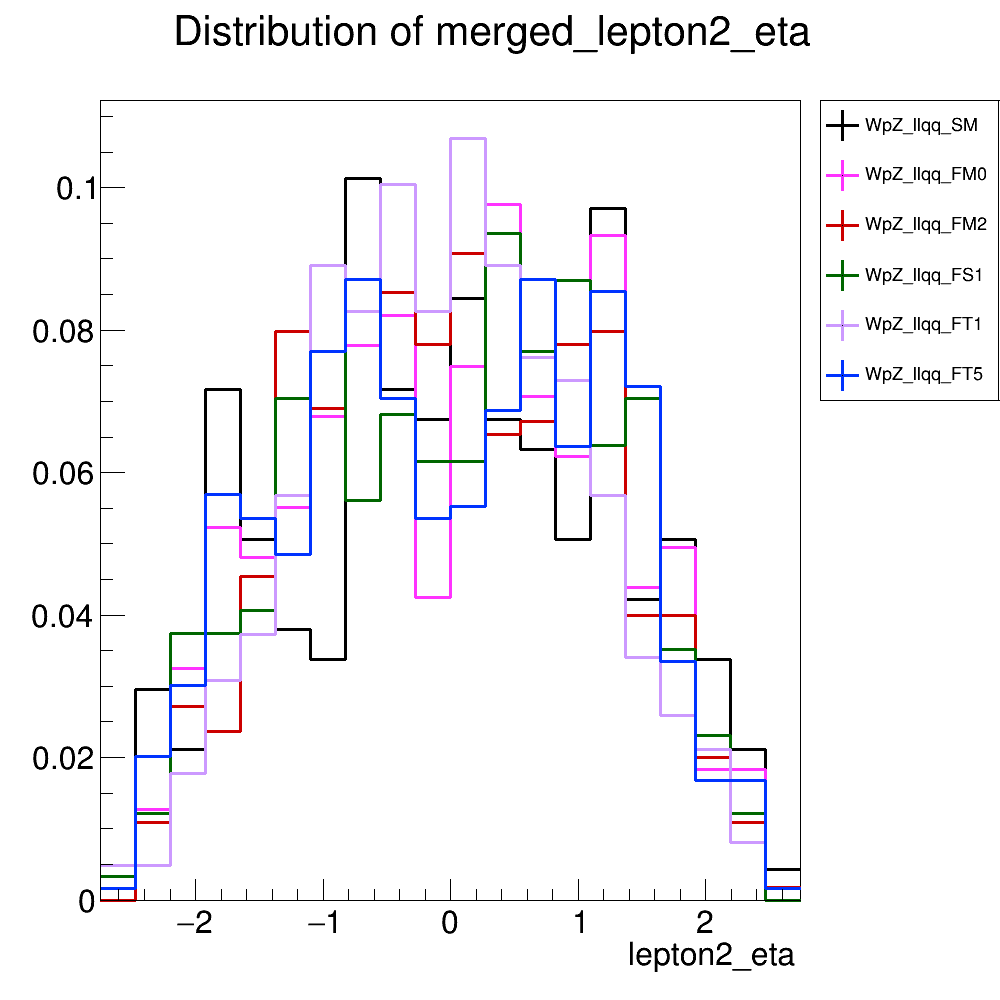 Distribution of merged_lepton2_eta
0.1
0.08
0.06
0.04
0.02
0
−2
−1
0
1
2
lepton2_eta
WpZ_llqq_SM
WpZ_llqq_FM0
WpZ_llqq_FM2
WpZ_llqq_FS1
WpZ_llqq_FT1
WpZ_llqq_FT5